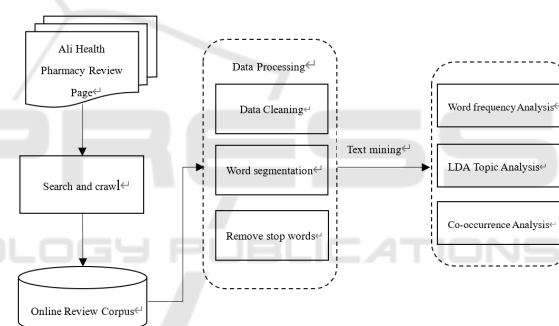 Ali Health
Pharmacy Review
Page↵
Search and crawl↵
Online Review Corpus↵
Data Processing↵
Data Cleaning↵
Word segmentation↵
Remove stop words↵
Text mining↵
Word frequency Analysis↵
LDA Topic Analysis↵
Co-occurrence Analysis↵